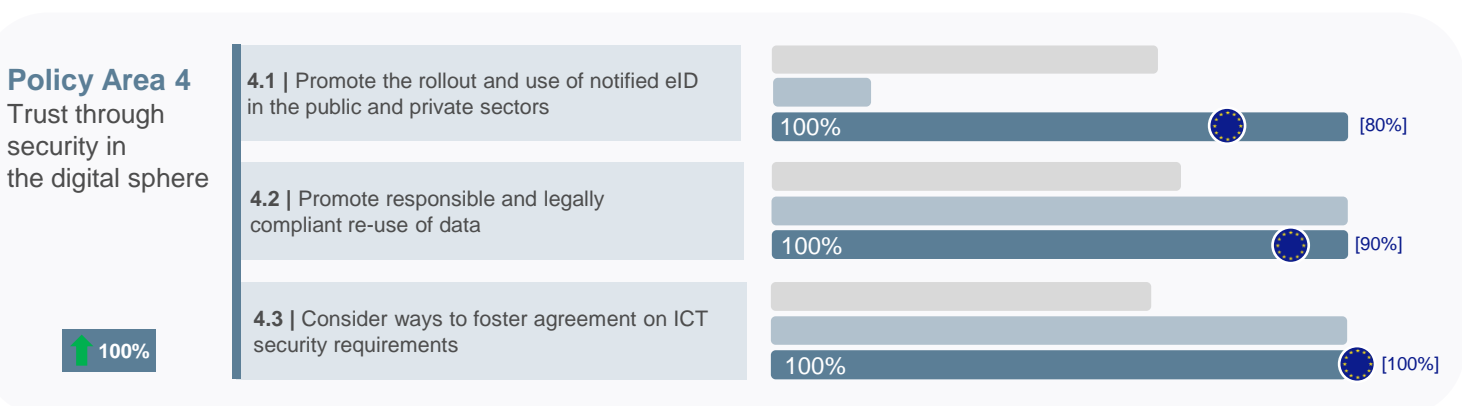 Policy Area 4
Trust through
security in
the digital sphere
100%
4.1 | Promote the rollout and use of notified eID
in the public and private sectors
100%
[80%]
4.2 | Promote responsible and legally
compliant re-use of data
100%
[90%]
4.3 | Consider ways to foster agreement on ICT
security requirements
100%
[100%]